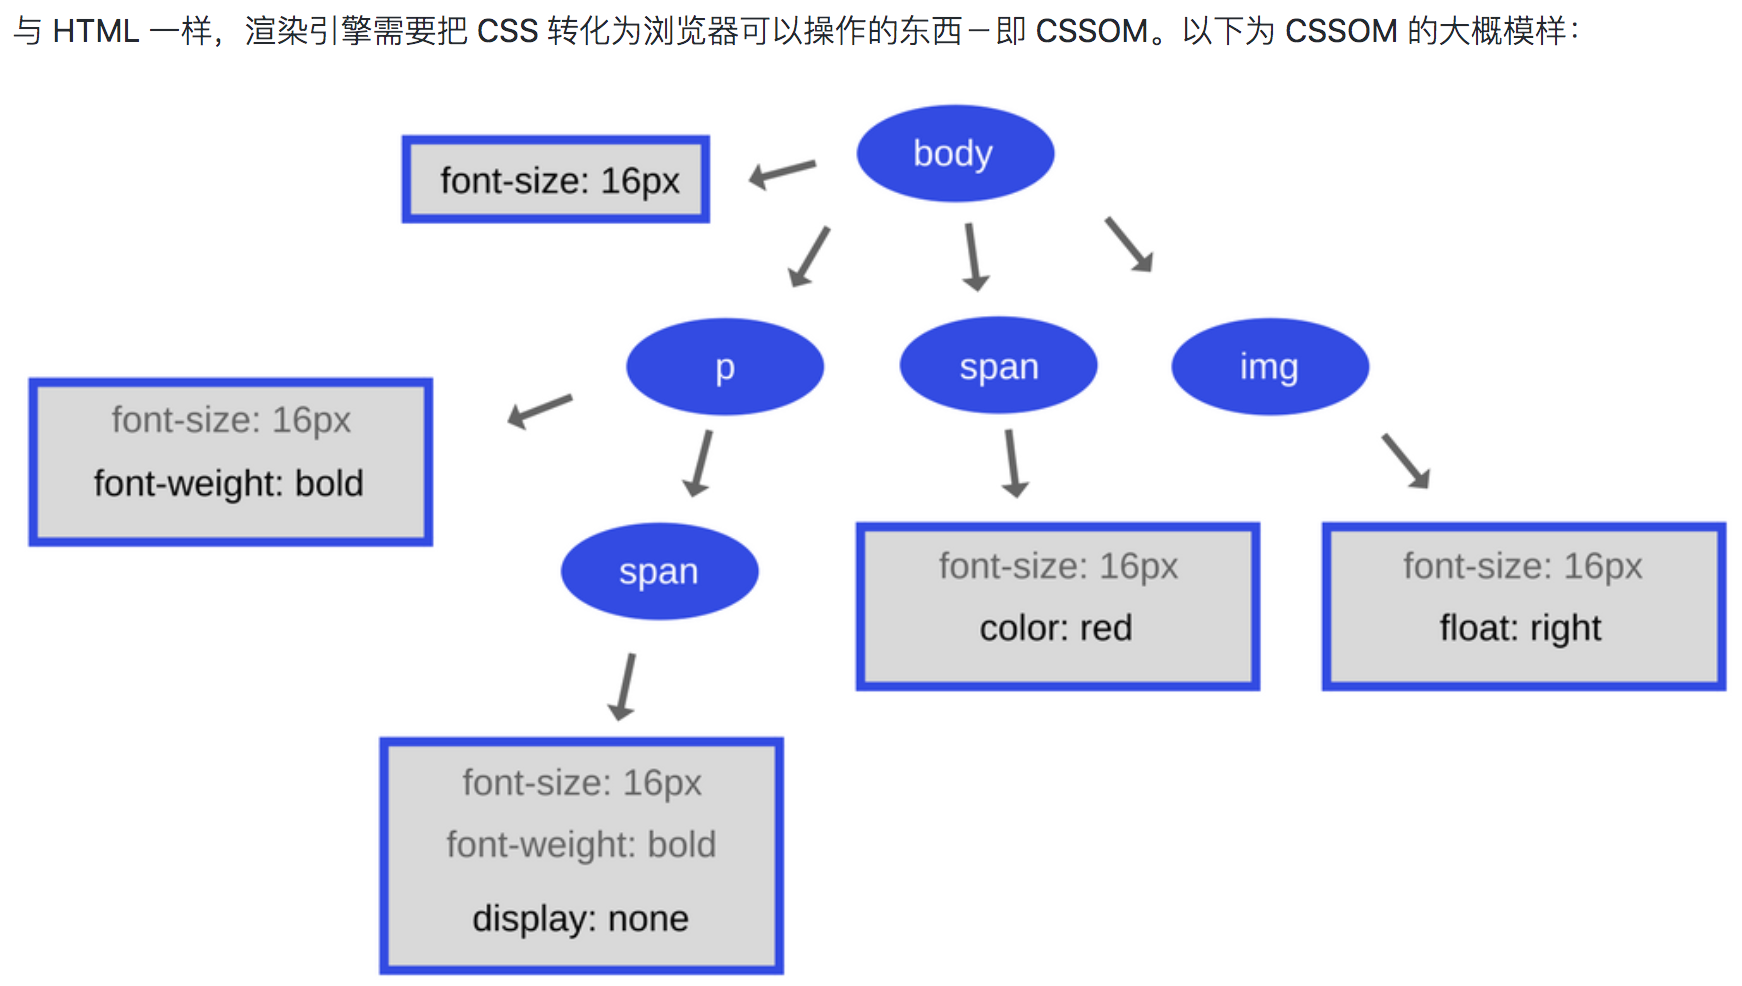 与 HTML 一样，渲染引擎需要把 CSS 转化为浏览器可以操作的东西－即 CSSOM。以下为 CSSOM 的大概模样：
body
font-size: 16px
p
span
img
font-size: 16px
font-weight: bold
span
font-size: 16px
color: red
font-size: 16px
float: right
font-size: 16px
font-weight: bold
display: none